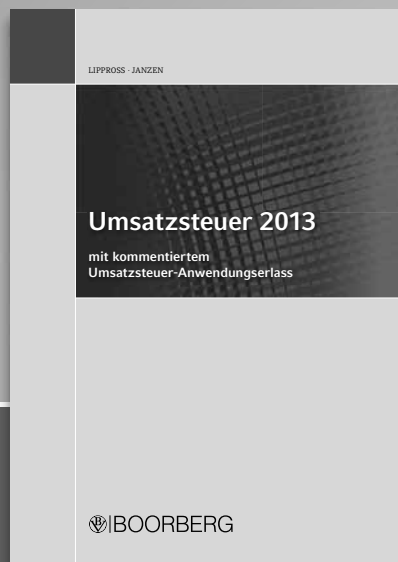 LIPPROSS · JANZEN
Umsatzsteuer 2013
mit kommentiertem
Umsatzsteuer-Anwendungserlass
BOORBERG